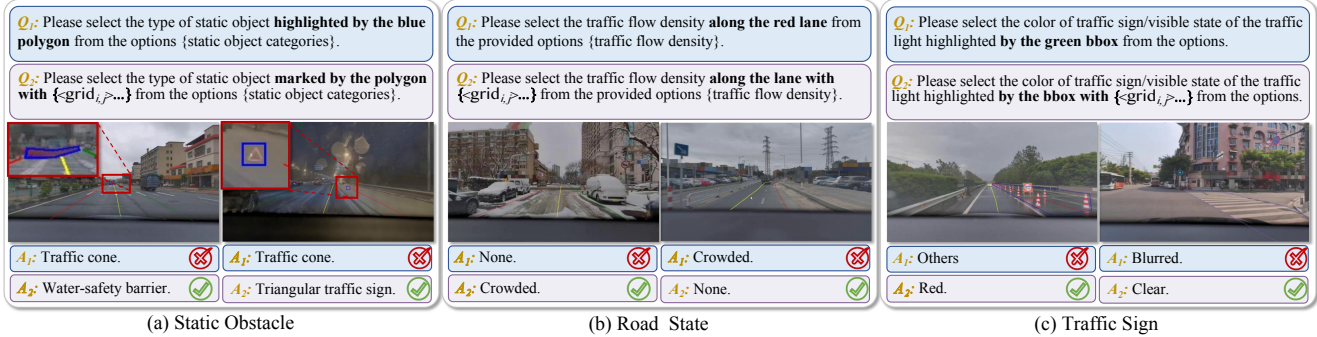 Q1: Please select the type of static object highlighted by the blue
polygon from the options {static object categories}.
Q2: Please select the type of static object marked by the polygon
with {<grid_{i,j}>...} from the options {static object categories}.
A1: Traffic cone.
A1: Traffic cone.
A2: Water-safety barrier.
A2: Triangular traffic sign.
(a) Static Obstacle
Q1: Please select the traffic flow density along the red lane from
the provided options {traffic flow density}.
Q2: Please select the traffic flow density along the lane with
{<grid_{i,j}>...} from the provided options {traffic flow density}.
A1: None.
A1: Crowded.
A2: Crowded.
A2: None.
(b) Road State
Q1: Please select the color of traffic sign/visible state of the traffic
light highlighted by the green bbox from the options.
Q2: Please select the color of traffic sign/visible state of the traffic
light highlighted by the bbox with {<grid_{i,j}>...} from the options.
A1: Others
A1: Blurred.
A2: Red.
A2: Clear.
(c) Traffic Sign